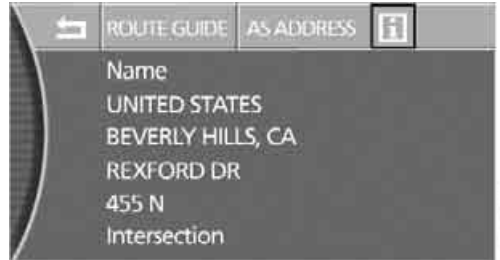 ROUTE GUIDE AS ADDRESS i
Name
UNITED STATES
BEVERLY HILLS, CA
REXFORD DR
455 N
Intersection